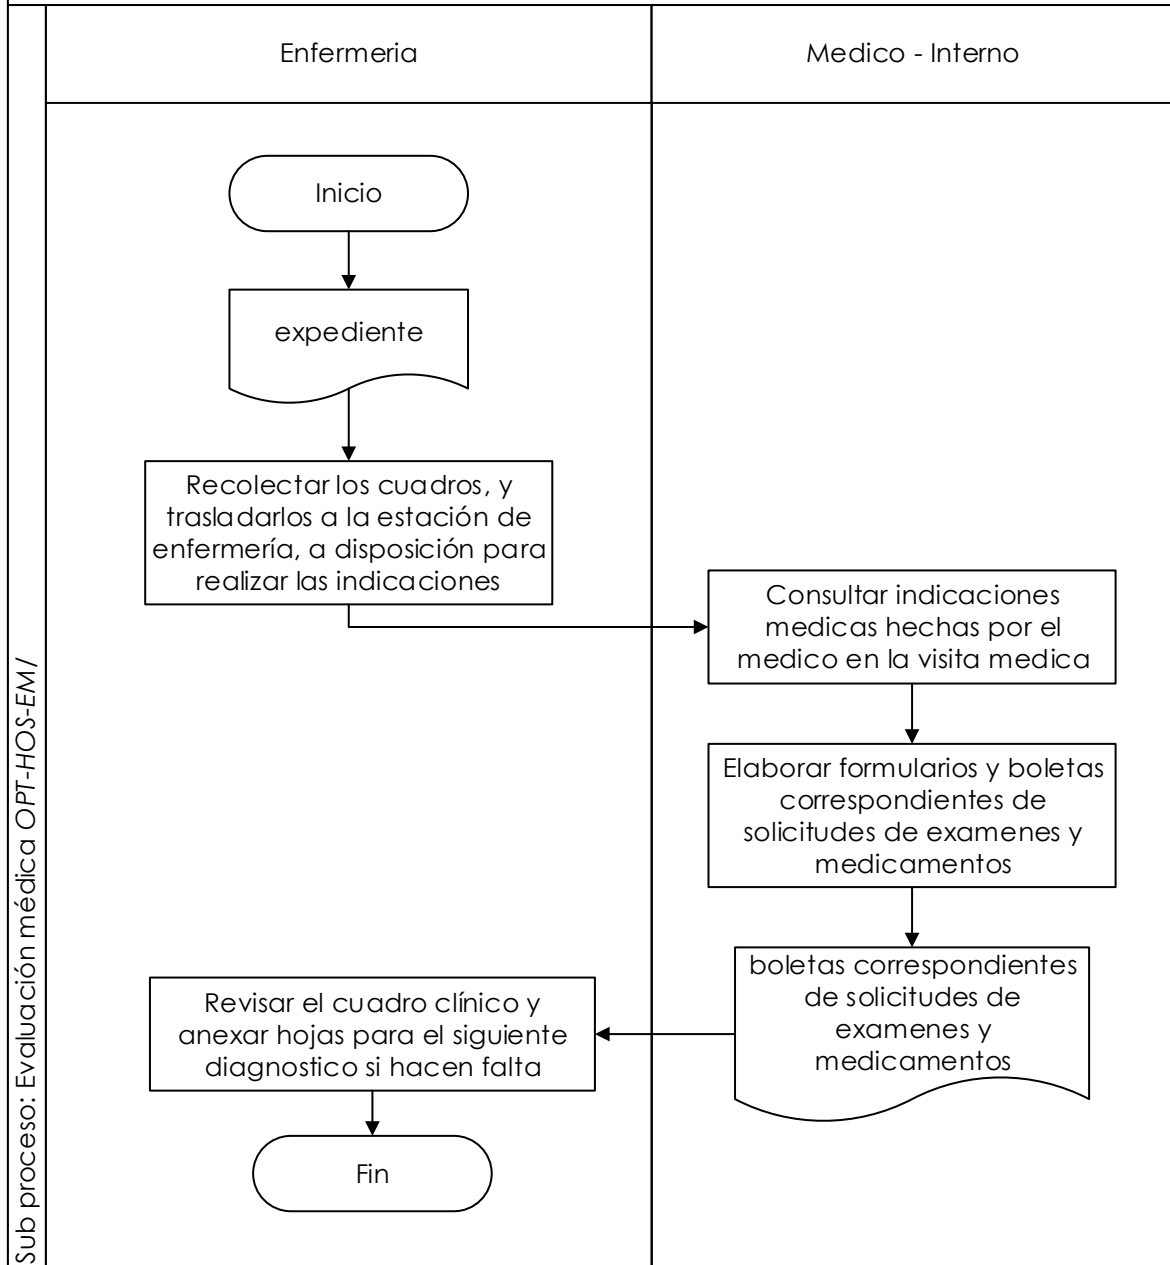 Enfermeria
Medico - Interno
Inicio
expediente
Recolectar los cuadros, y
trasladarlos a la estación de
enfermería, a disposición para
realizar las indicaciones
Consultar indicaciones
medicas hechas por el
medico en la visita medica
Elaborar formularios y boletas
correspondientes de
solicitudes de examenes y
medicamentos
boletas correspondientes
de solicitudes de
examenes y
medicamentos
Revisar el cuadro clínico y
anexar hojas para el siguiente
diagnostico si hacen falta
Fin
Sub proceso: Evaluación médica OPT-HOS-EM/